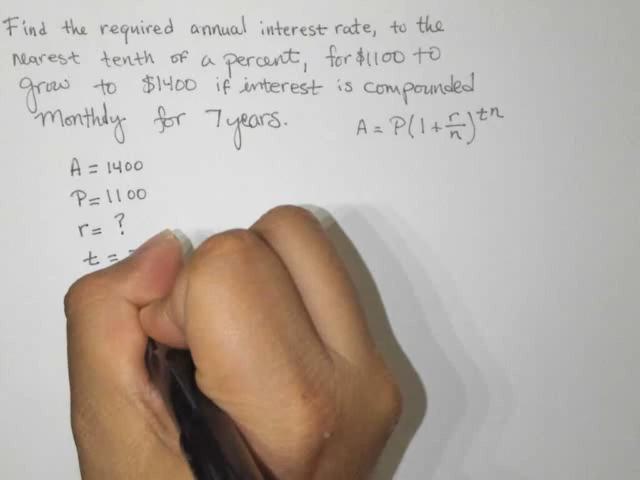 Find the required annual interest rate, to the
nearest tenth of a percent, for $1100 to
grow to $1400 if interest is compounded
Monthly for 7 years.
A = P(1 + r/n)^tn
A = 1400
P = 1100
r = ?
t =